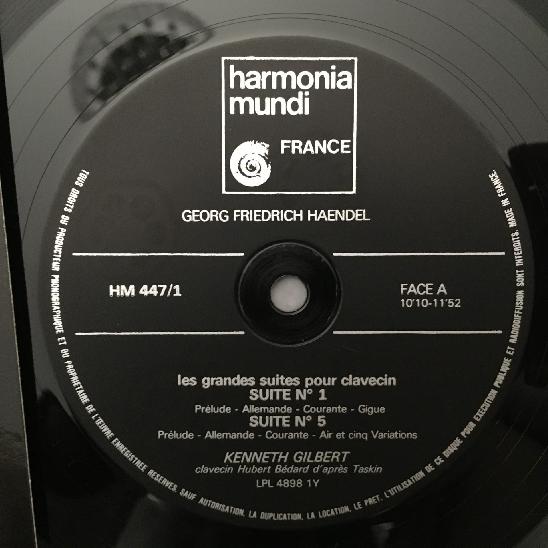 harmonia
mundi
FRANCE
GEORG FRIEDRICH HAENDEL
HM 447/1
FACE A
10'10-11'52
les grandes suites pour clavecin
SUITE N° 1
Prélude - Allemande - Courante - Gigue
SUITE N° 5
Prélude - Allemande - Courante - Air et cinq Variations
KENNETH GILBERT
clavecin Hubert Bédard d'après Taskin
LPL 4898 1Y
TOUS DROITS DU PRODUCTEUR PHONOGRAPHIQUE ET DU PROPRIETAIRE DE L'ŒUVRE ENREGISTREE RESERVES. SAUF AUTORISATION, LA DUPLICATION, LA LOCATION, LE PRET, L'UTILISATION DE CE DISQUE POUR EXECUTION PUBLIQUE ET RADIODIFFUSION SONT INTERDITS. MADE IN FRANCE.